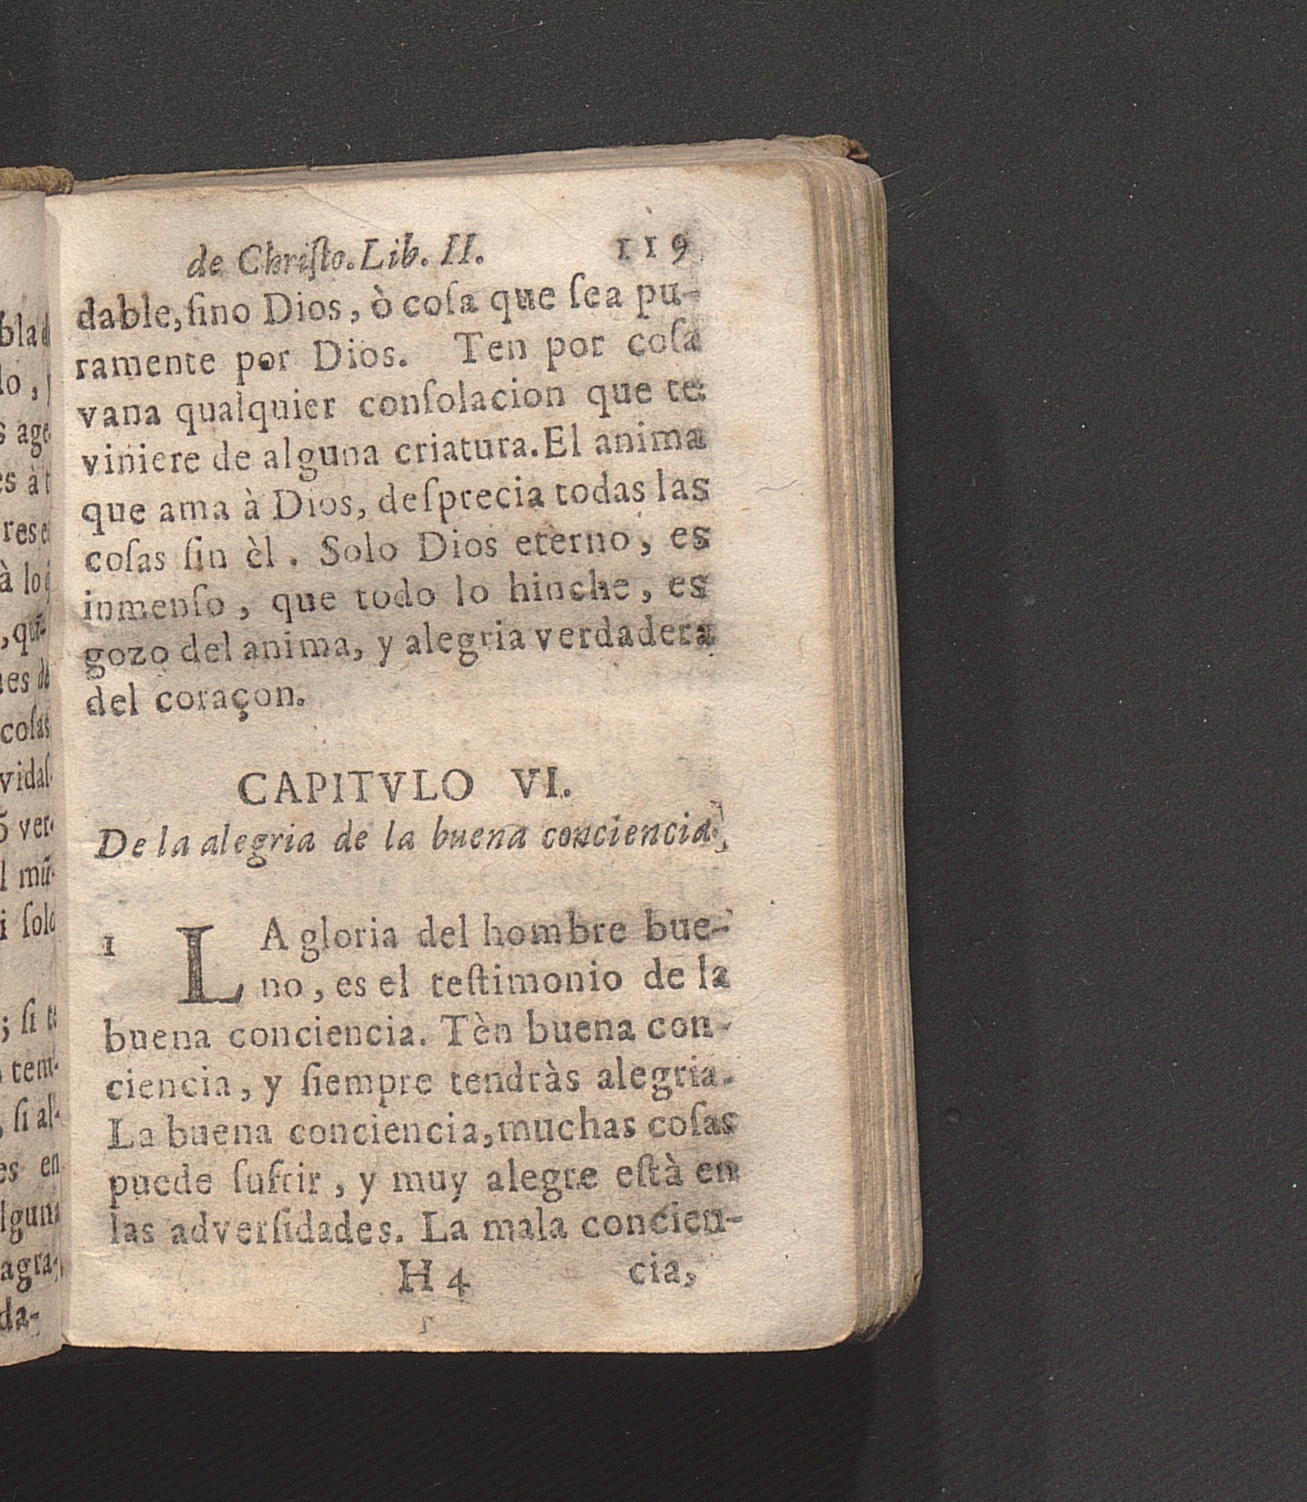 de Chriſto. Lib. II. 119
dable, ſino Dios, ò coſa que ſea pu-
ramente por Dios. Ten por coſa
vana qualquier conſolacion que te
viniere de alguna criatura. El anima
que ama à Dios, deſprecia todas las
coſas ſin èl. Solo Dios eterno, es
inmenſo, que todo lo hinche, es
gozo del anima, y alegria verdadera
del coraçon.
CAPITVLO VI.
De la alegria de la buena conciencia.
1 LA gloria del hombre bue-
no, es el teſtimonio de la
buena conciencia. Tèn buena con-
ciencia, y ſiempre tendràs alegria.
La buena conciencia, muchas coſas
puede ſufrir, y muy alegre eſtà en
las adverſidades. La mala concien-
H 4 cia,